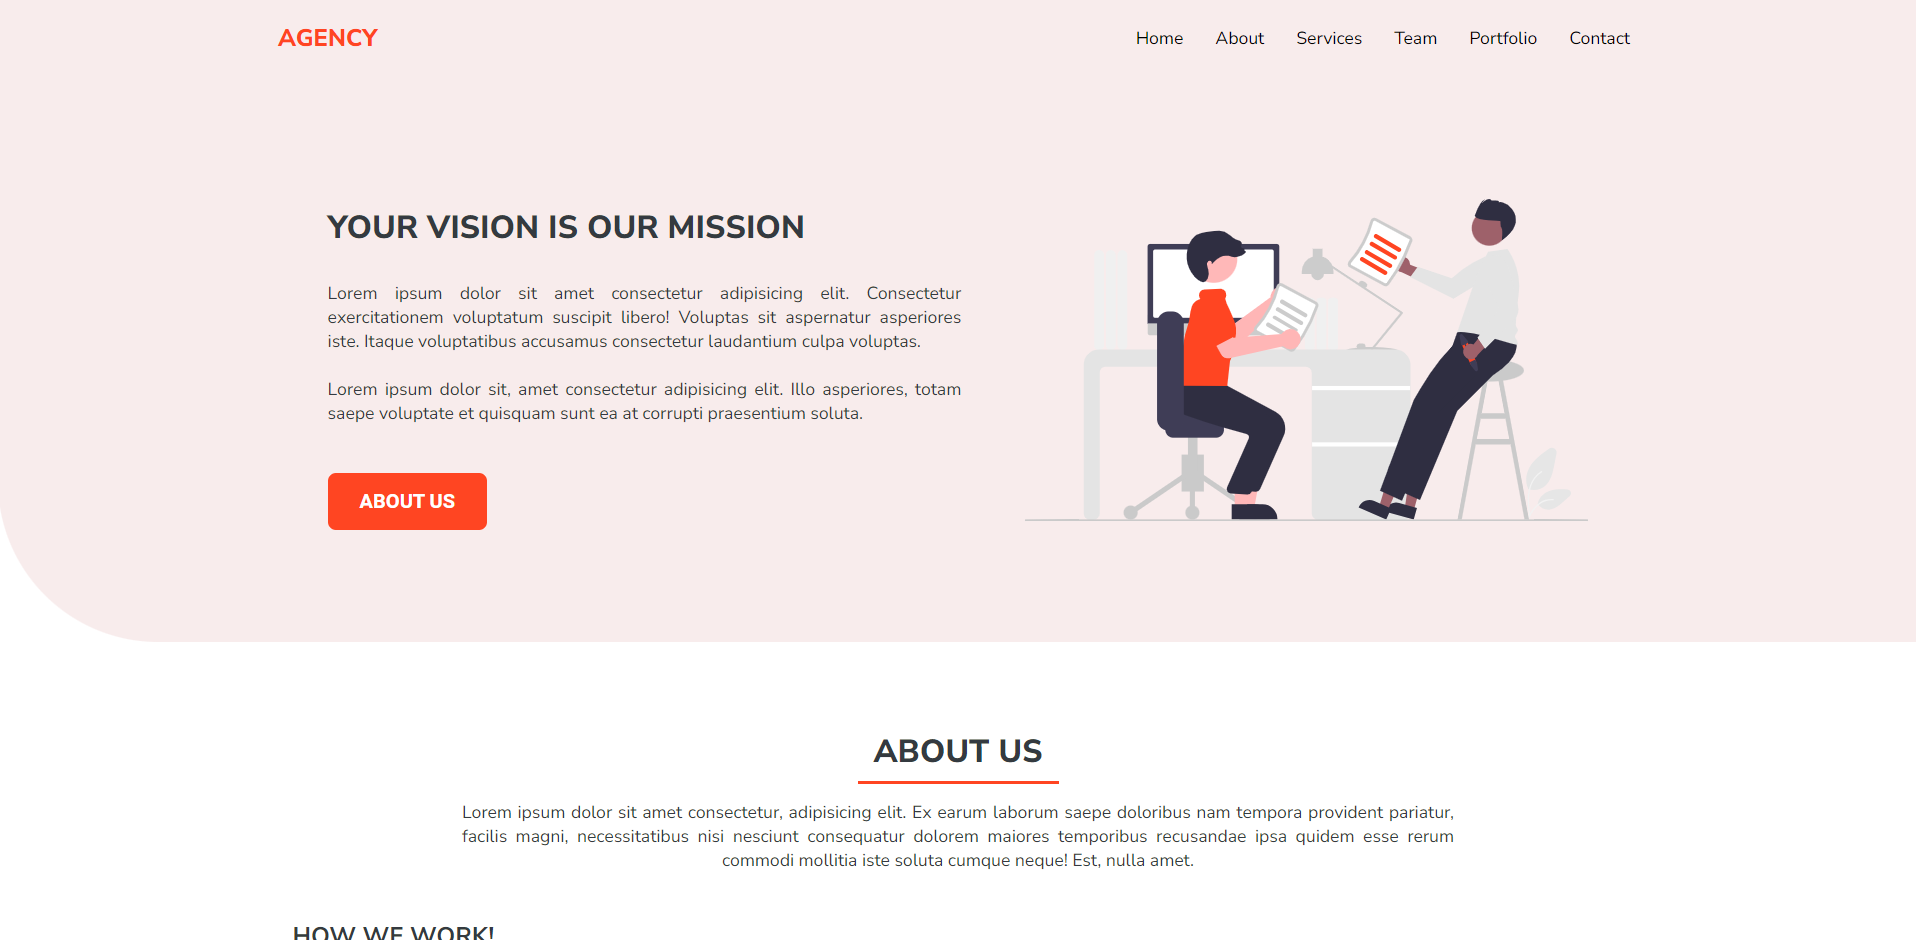 AGENCY
Home About Services Team Portfolio Contact
YOUR VISION IS OUR MISSION
Lorem ipsum dolor sit amet consectetur adipisicing elit. Consectetur
exercitationem voluptatum suscipit libero! Voluptas sit aspernatur asperiores
iste. Itaque voluptatibus accusamus consectetur laudantium culpa voluptas.
Lorem ipsum dolor sit, amet consectetur adipisicing elit. Illo asperiores, totam
saepe voluptate et quisquam sunt ea at corrupti praesentium soluta.
ABOUT US
ABOUT US
Lorem ipsum dolor sit amet consectetur, adipisicing elit. Ex earum laborum saepe doloribus nam tempora provident pariatur,
facilis magni, necessitatibus nisi nesciunt consequatur dolorem maiores temporibus recusandae ipsa quidem esse rerum
commodi mollitia iste soluta cumque neque! Est, nulla amet.
HOW WE WORK!